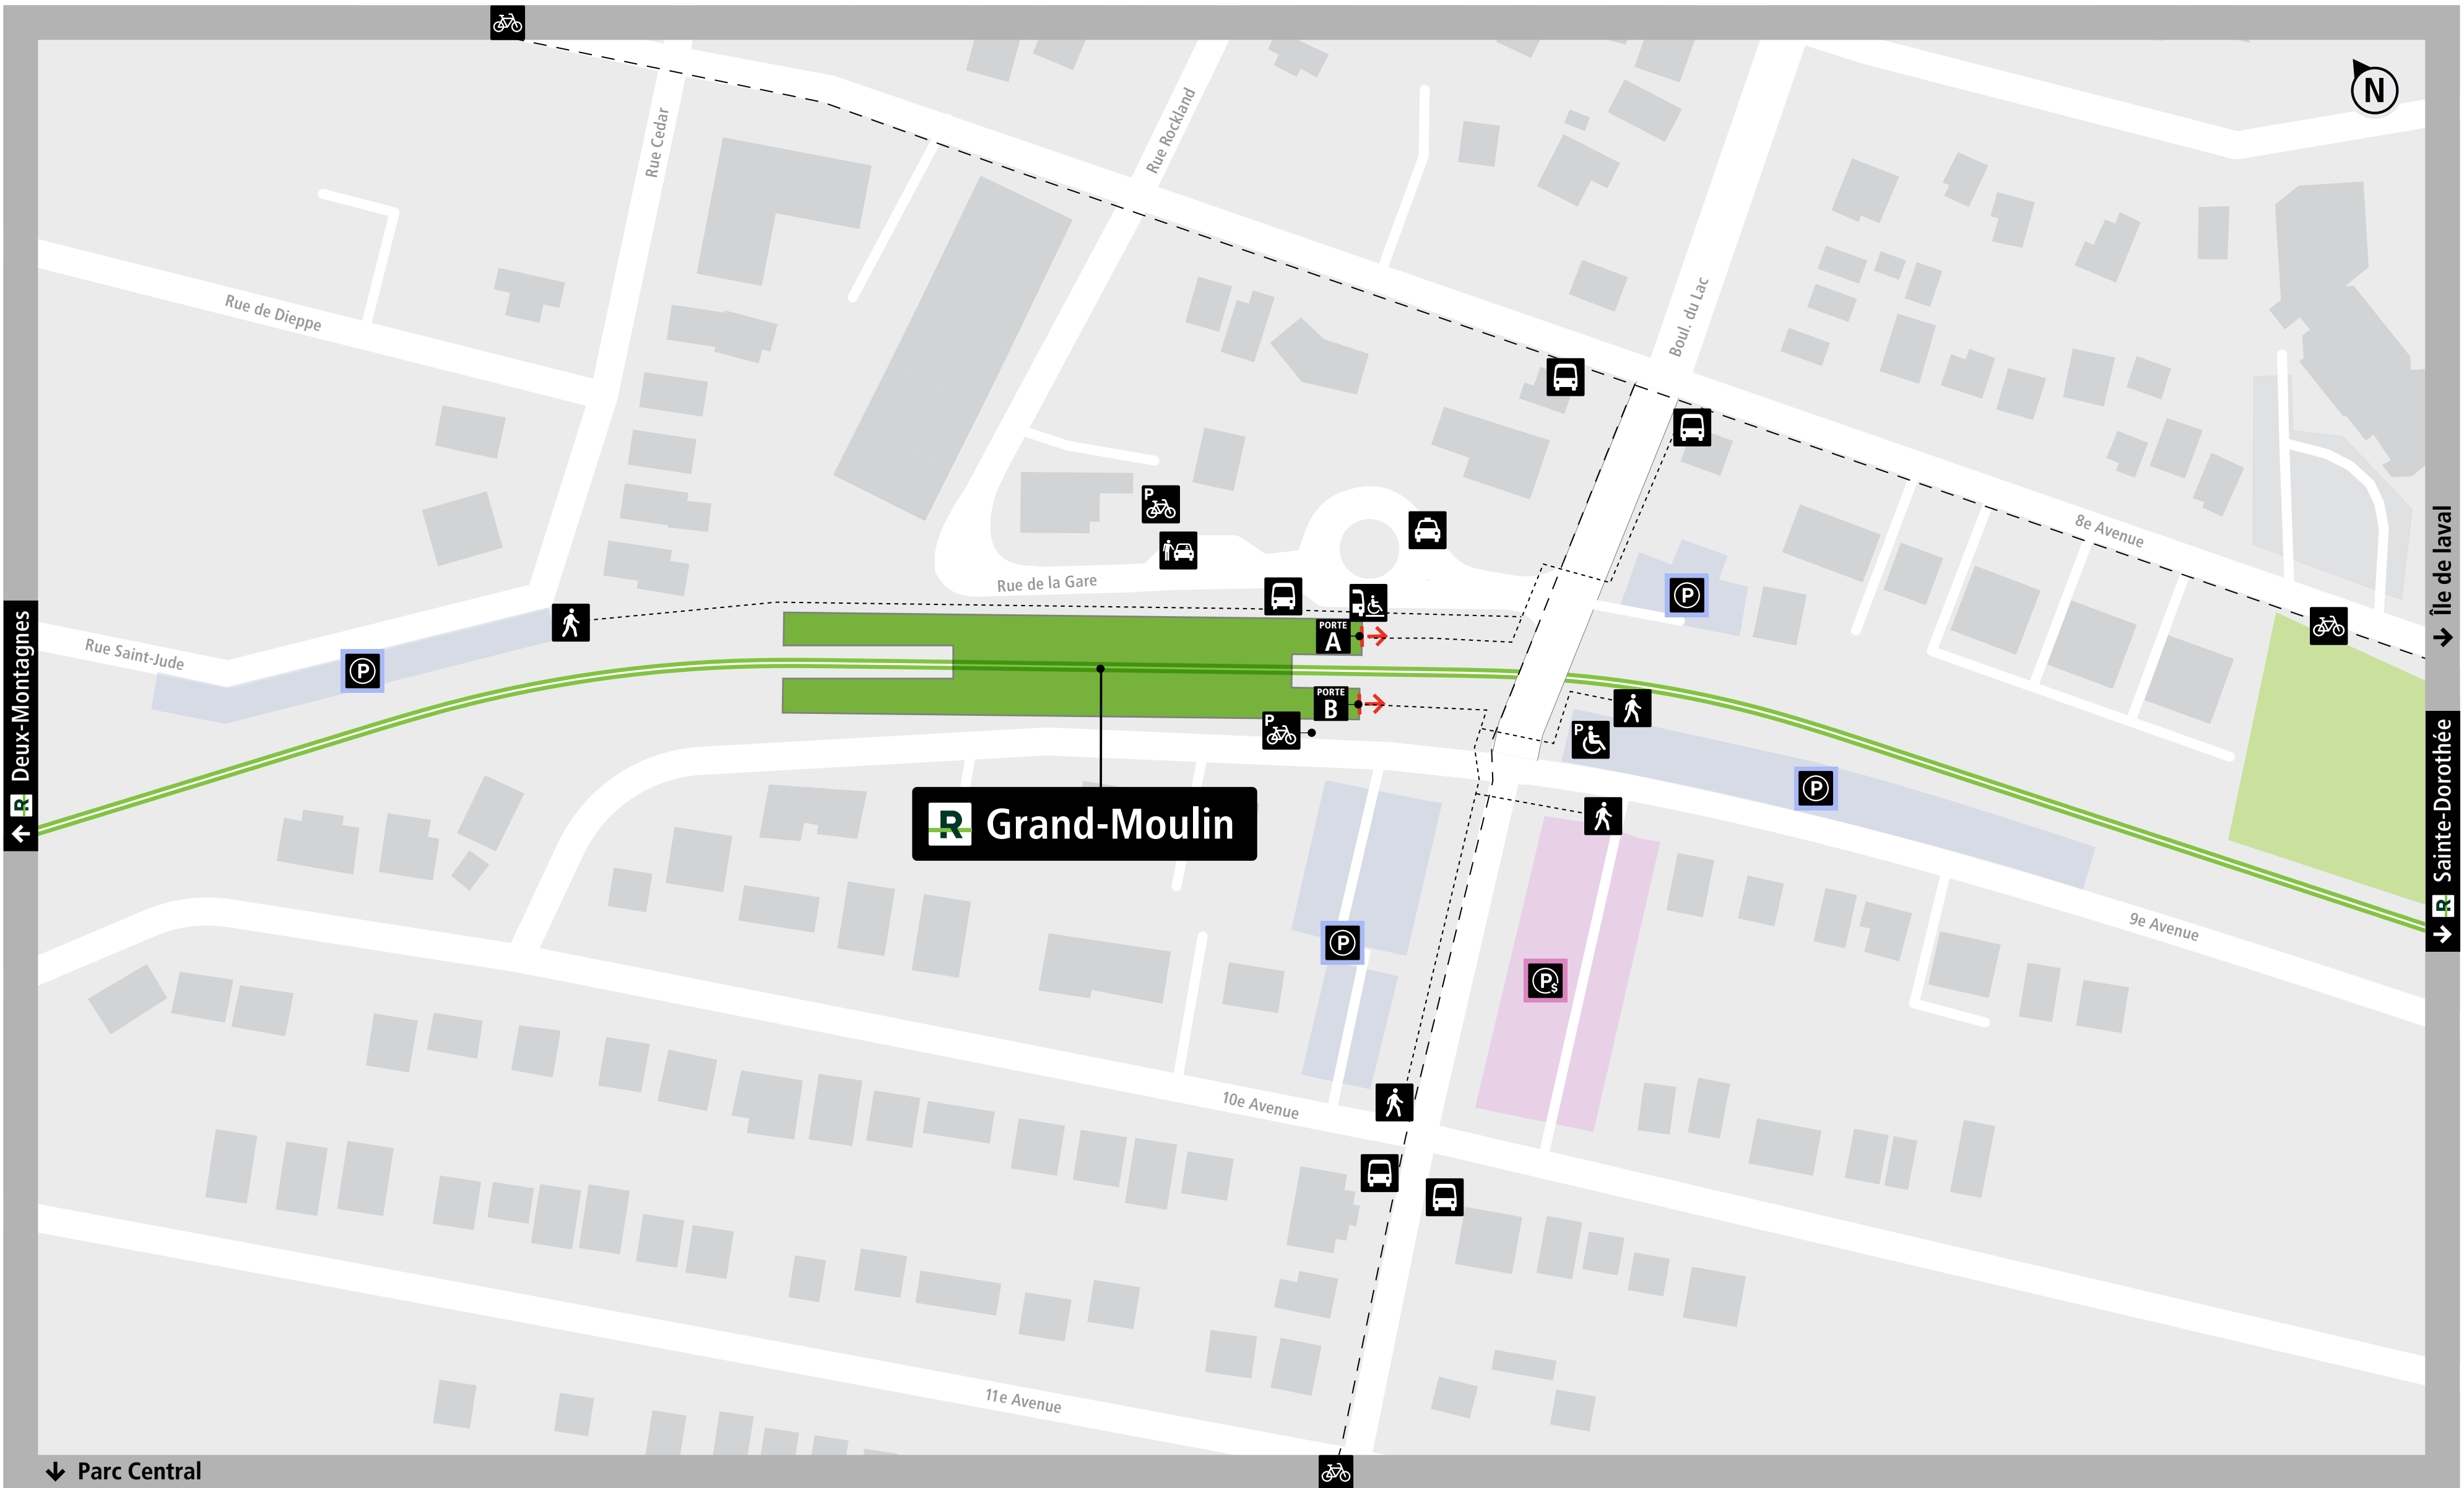 N
Rue Cedar
Rue Rockland
Boul. du Lac
Rue de Dieppe
P
8e Avenue
→ Île de laval
Rue de la Gare
P
PORTE
A
Rue Saint-Jude
P
← R Deux-Montagnes
PORTE
B
P
P
P
R Grand-Moulin
Sainte-Dorothée R →
9e Avenue
P
P$
10e Avenue
11e Avenue
↓ Parc Central